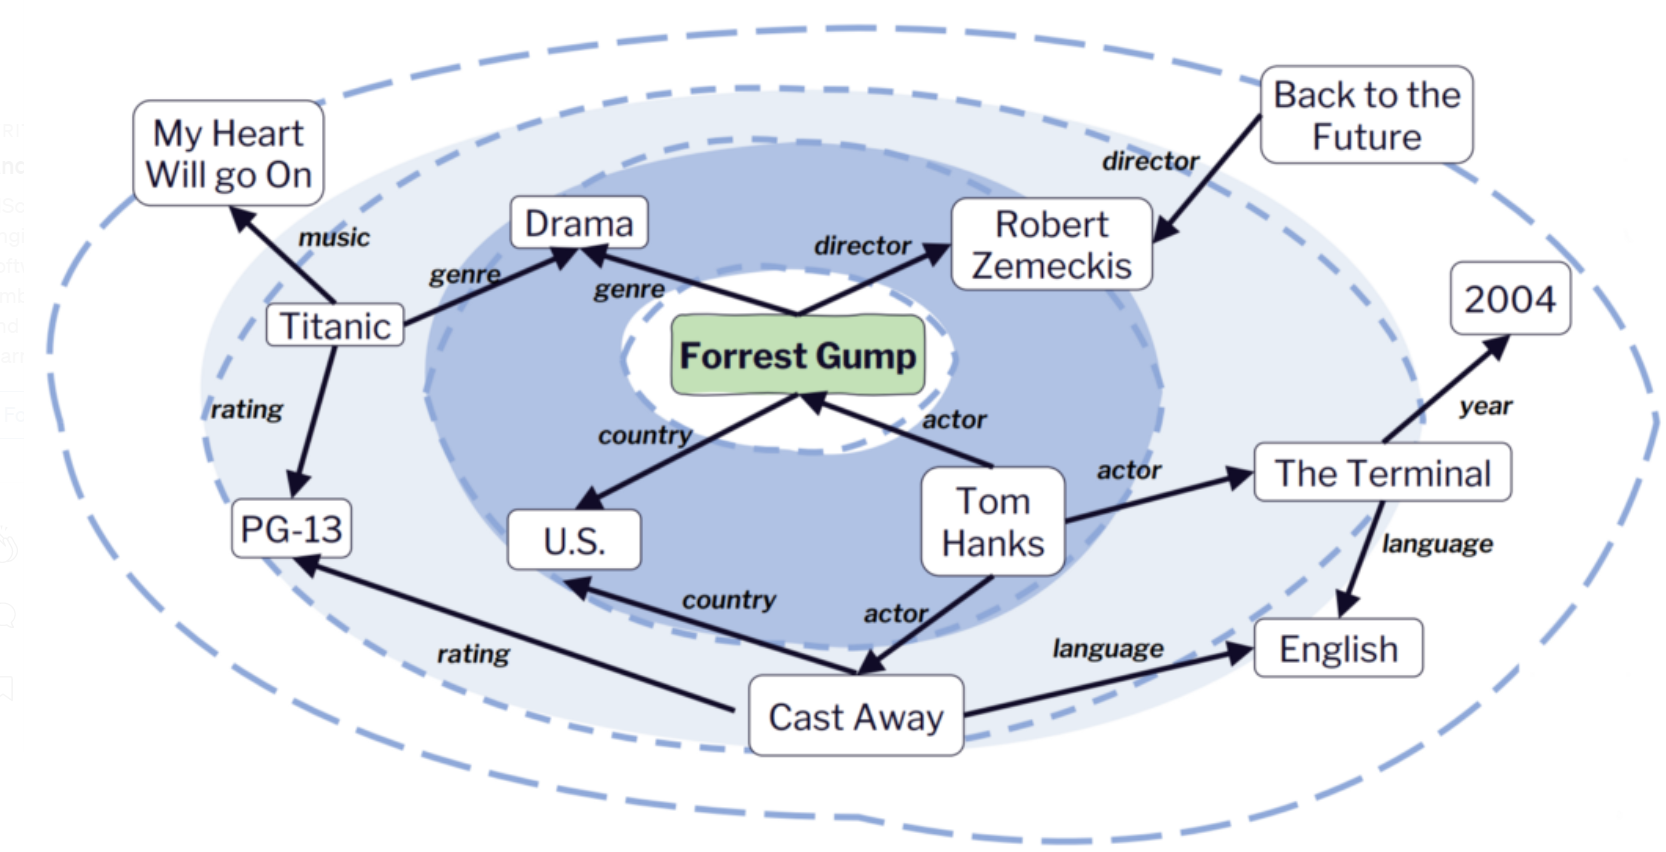 Back to the
Future
My Heart
Will go On
director
music
Drama
Robert
Zemeckis
director
genre
genre
2004
Titanic
Forrest Gump
rating
country
actor
year
actor
The Terminal
PG-13
U.S.
Tom
Hanks
language
country
actor
rating
language
English
Cast Away